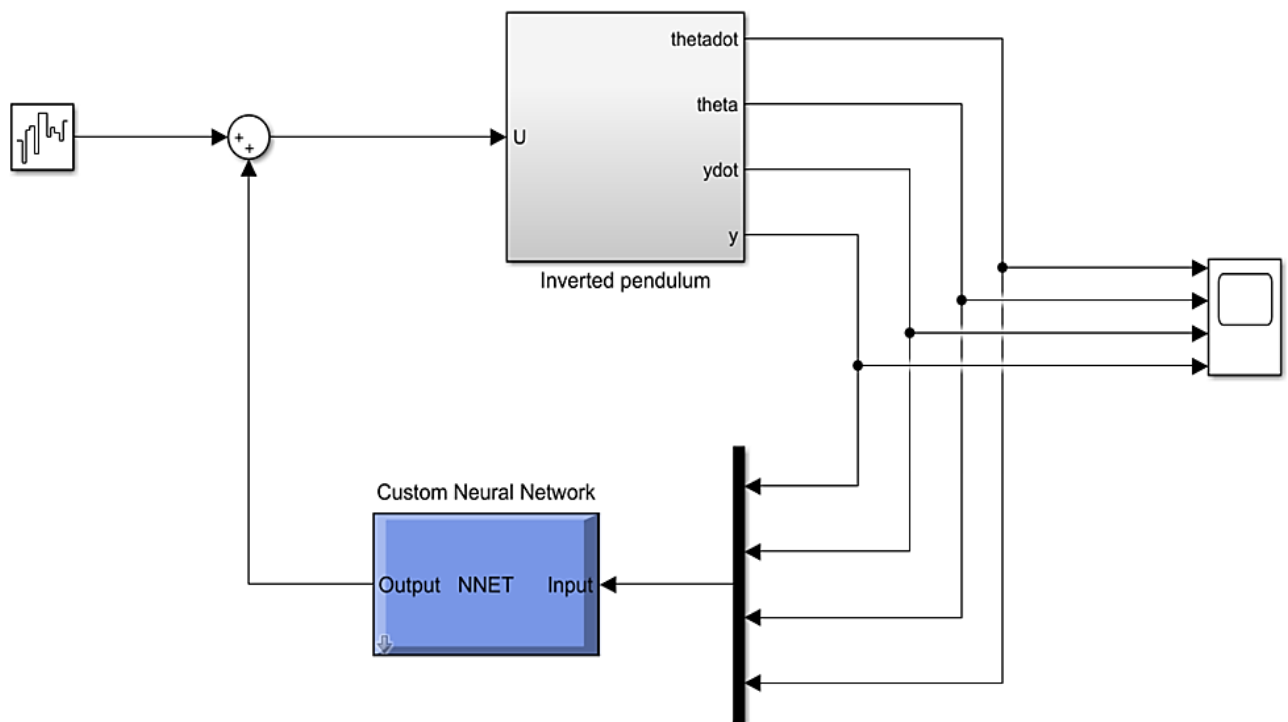 thetadot
theta
+
+
U
ydot
y
Inverted pendulum
Custom Neural Network
Output NNET Input